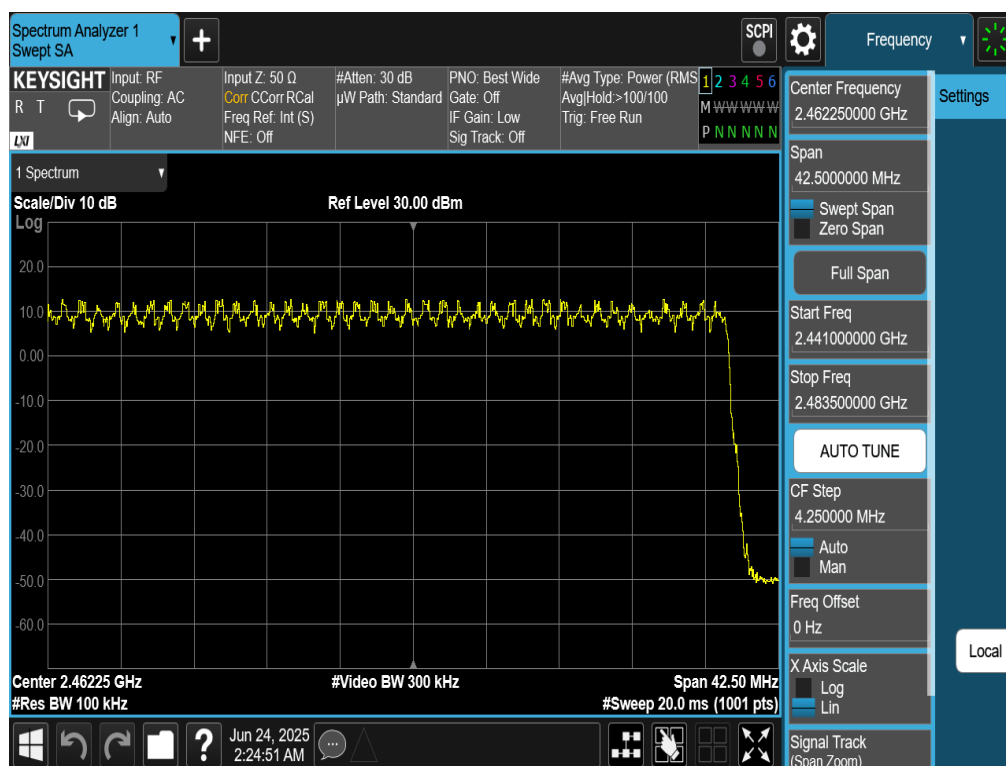 Spectrum Analyzer 1
Swept SA
+
SCPI
Frequency
KEYSIGHT
R T
LXI
Input: RF
Coupling: AC
Align: Auto
Input Z: 50 Ω
Corr CCorr RCal
Freq Ref: Int (S)
NFE: Off
#Atten: 30 dB
µW Path: Standard
PNO: Best Wide
Gate: Off
IF Gain: Low
Sig Track: Off
#Avg Type: Power (RMS
Avg|Hold:>100/100
Trig: Free Run
1 2 3 4 5 6
M W W W W W
P N N N N N
1 Spectrum
Scale/Div 10 dB
Ref Level 30.00 dBm
Log
20.0
10.0
0.00
-10.0
-20.0
-30.0
-40.0
-50.0
-60.0
Center 2.46225 GHz
#Video BW 300 kHz
Span 42.50 MHz
#Res BW 100 kHz
#Sweep 20.0 ms (1001 pts)
Center Frequency
2.462250000 GHz
Settings
Span
42.5000000 MHz
Swept Span
Zero Span
Full Span
Start Freq
2.441000000 GHz
Stop Freq
2.483500000 GHz
AUTO TUNE
CF Step
4.250000 MHz
Auto
Man
Freq Offset
0 Hz
Local
X Axis Scale
Log
Lin
Signal Track
(Span Zoom)
?
Jun 24, 2025
2:24:51 AM